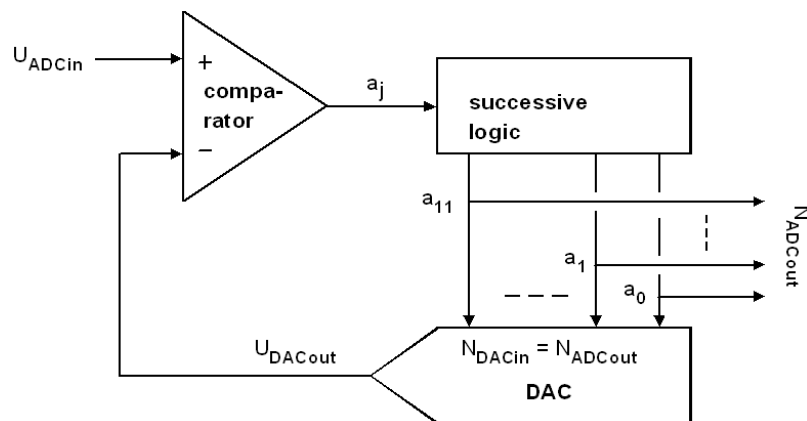 U_ADCin
+
compa-
rator
−
a_j
successive
logic
a_11
a_1
a_0
N_ADCout
U_DACout
N_DACin = N_ADCout
DAC